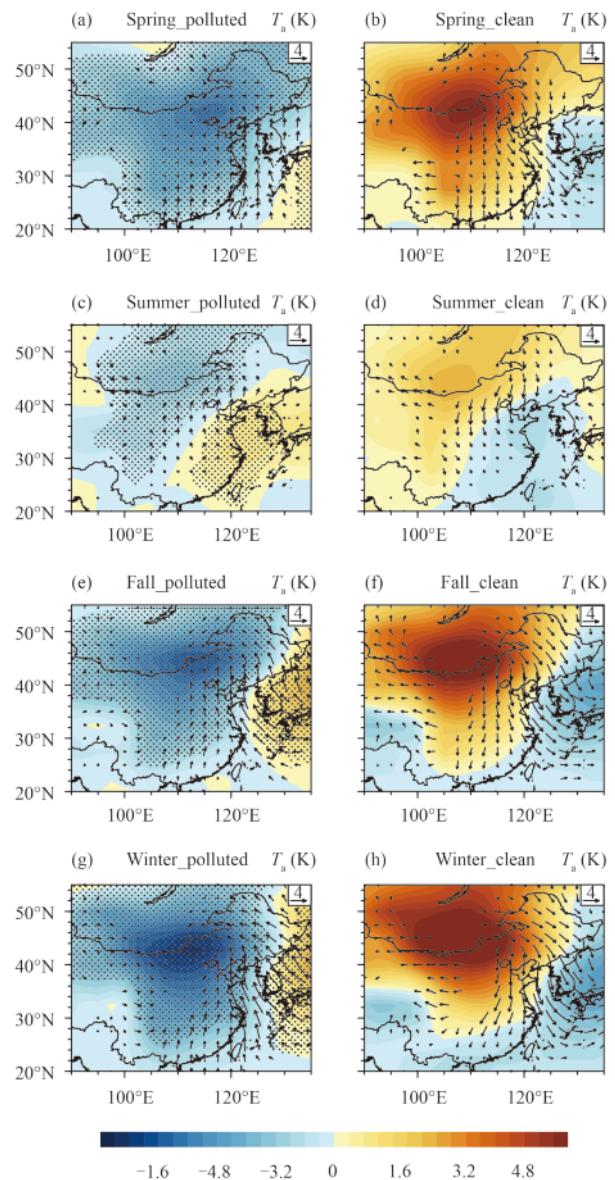 (a) Spring_polluted Tₐ (K) (b) Spring_clean Tₐ (K)
4 4
50°N
40°N
30°N
20°N
100°E 120°E 100°E 120°E
(c) Summer_polluted Tₐ (K) (d) Summer_clean Tₐ (K)
4 4
50°N
40°N
30°N
20°N
100°E 120°E 100°E 120°E
(e) Fall_polluted Tₐ (K) (f) Fall_clean Tₐ (K)
4 4
50°N
40°N
30°N
20°N
100°E 120°E 100°E 120°E
(g) Winter_polluted Tₐ (K) (h) Winter_clean Tₐ (K)
4 4
50°N
40°N
30°N
20°N
100°E 120°E 100°E 120°E
−1.6 −4.8 −3.2 0 1.6 3.2 4.8